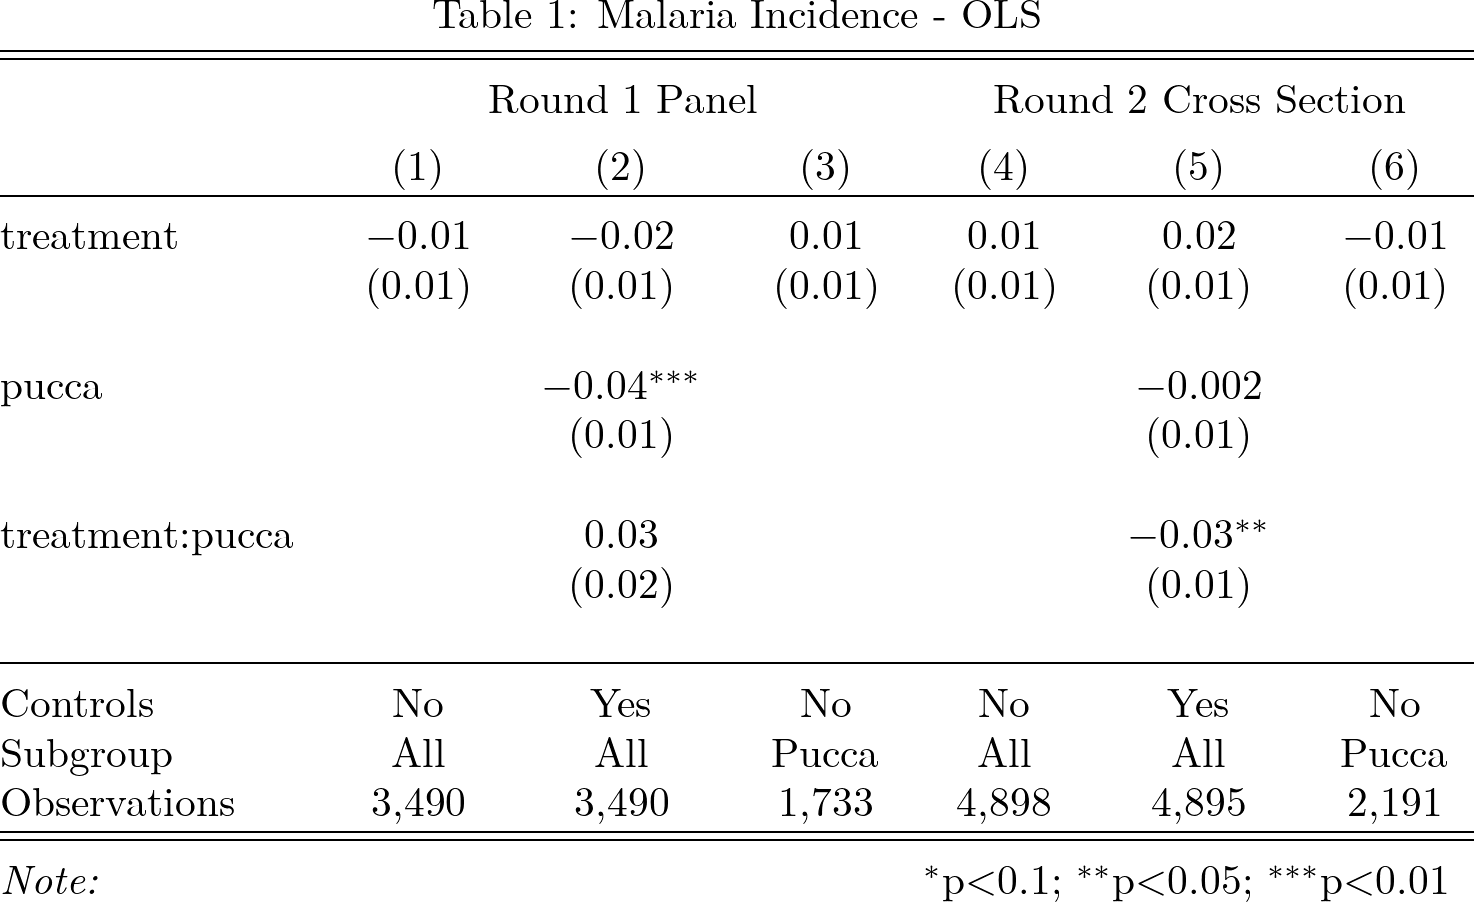 Table 1: Malaria Incidence - OLS
Round 1 Panel Round 2 Cross Section
(1) (2) (3) (4) (5) (6)
treatment −0.01 −0.02 0.01 0.01 0.02 −0.01
(0.01) (0.01) (0.01) (0.01) (0.01) (0.01)
pucca −0.04*** −0.002
(0.01) (0.01)
treatment:pucca 0.03 −0.03**
(0.02) (0.01)
Controls No Yes No No Yes No
Subgroup All All Pucca All All Pucca
Observations 3,490 3,490 1,733 4,898 4,895 2,191
Note: *p<0.1; **p<0.05; ***p<0.01